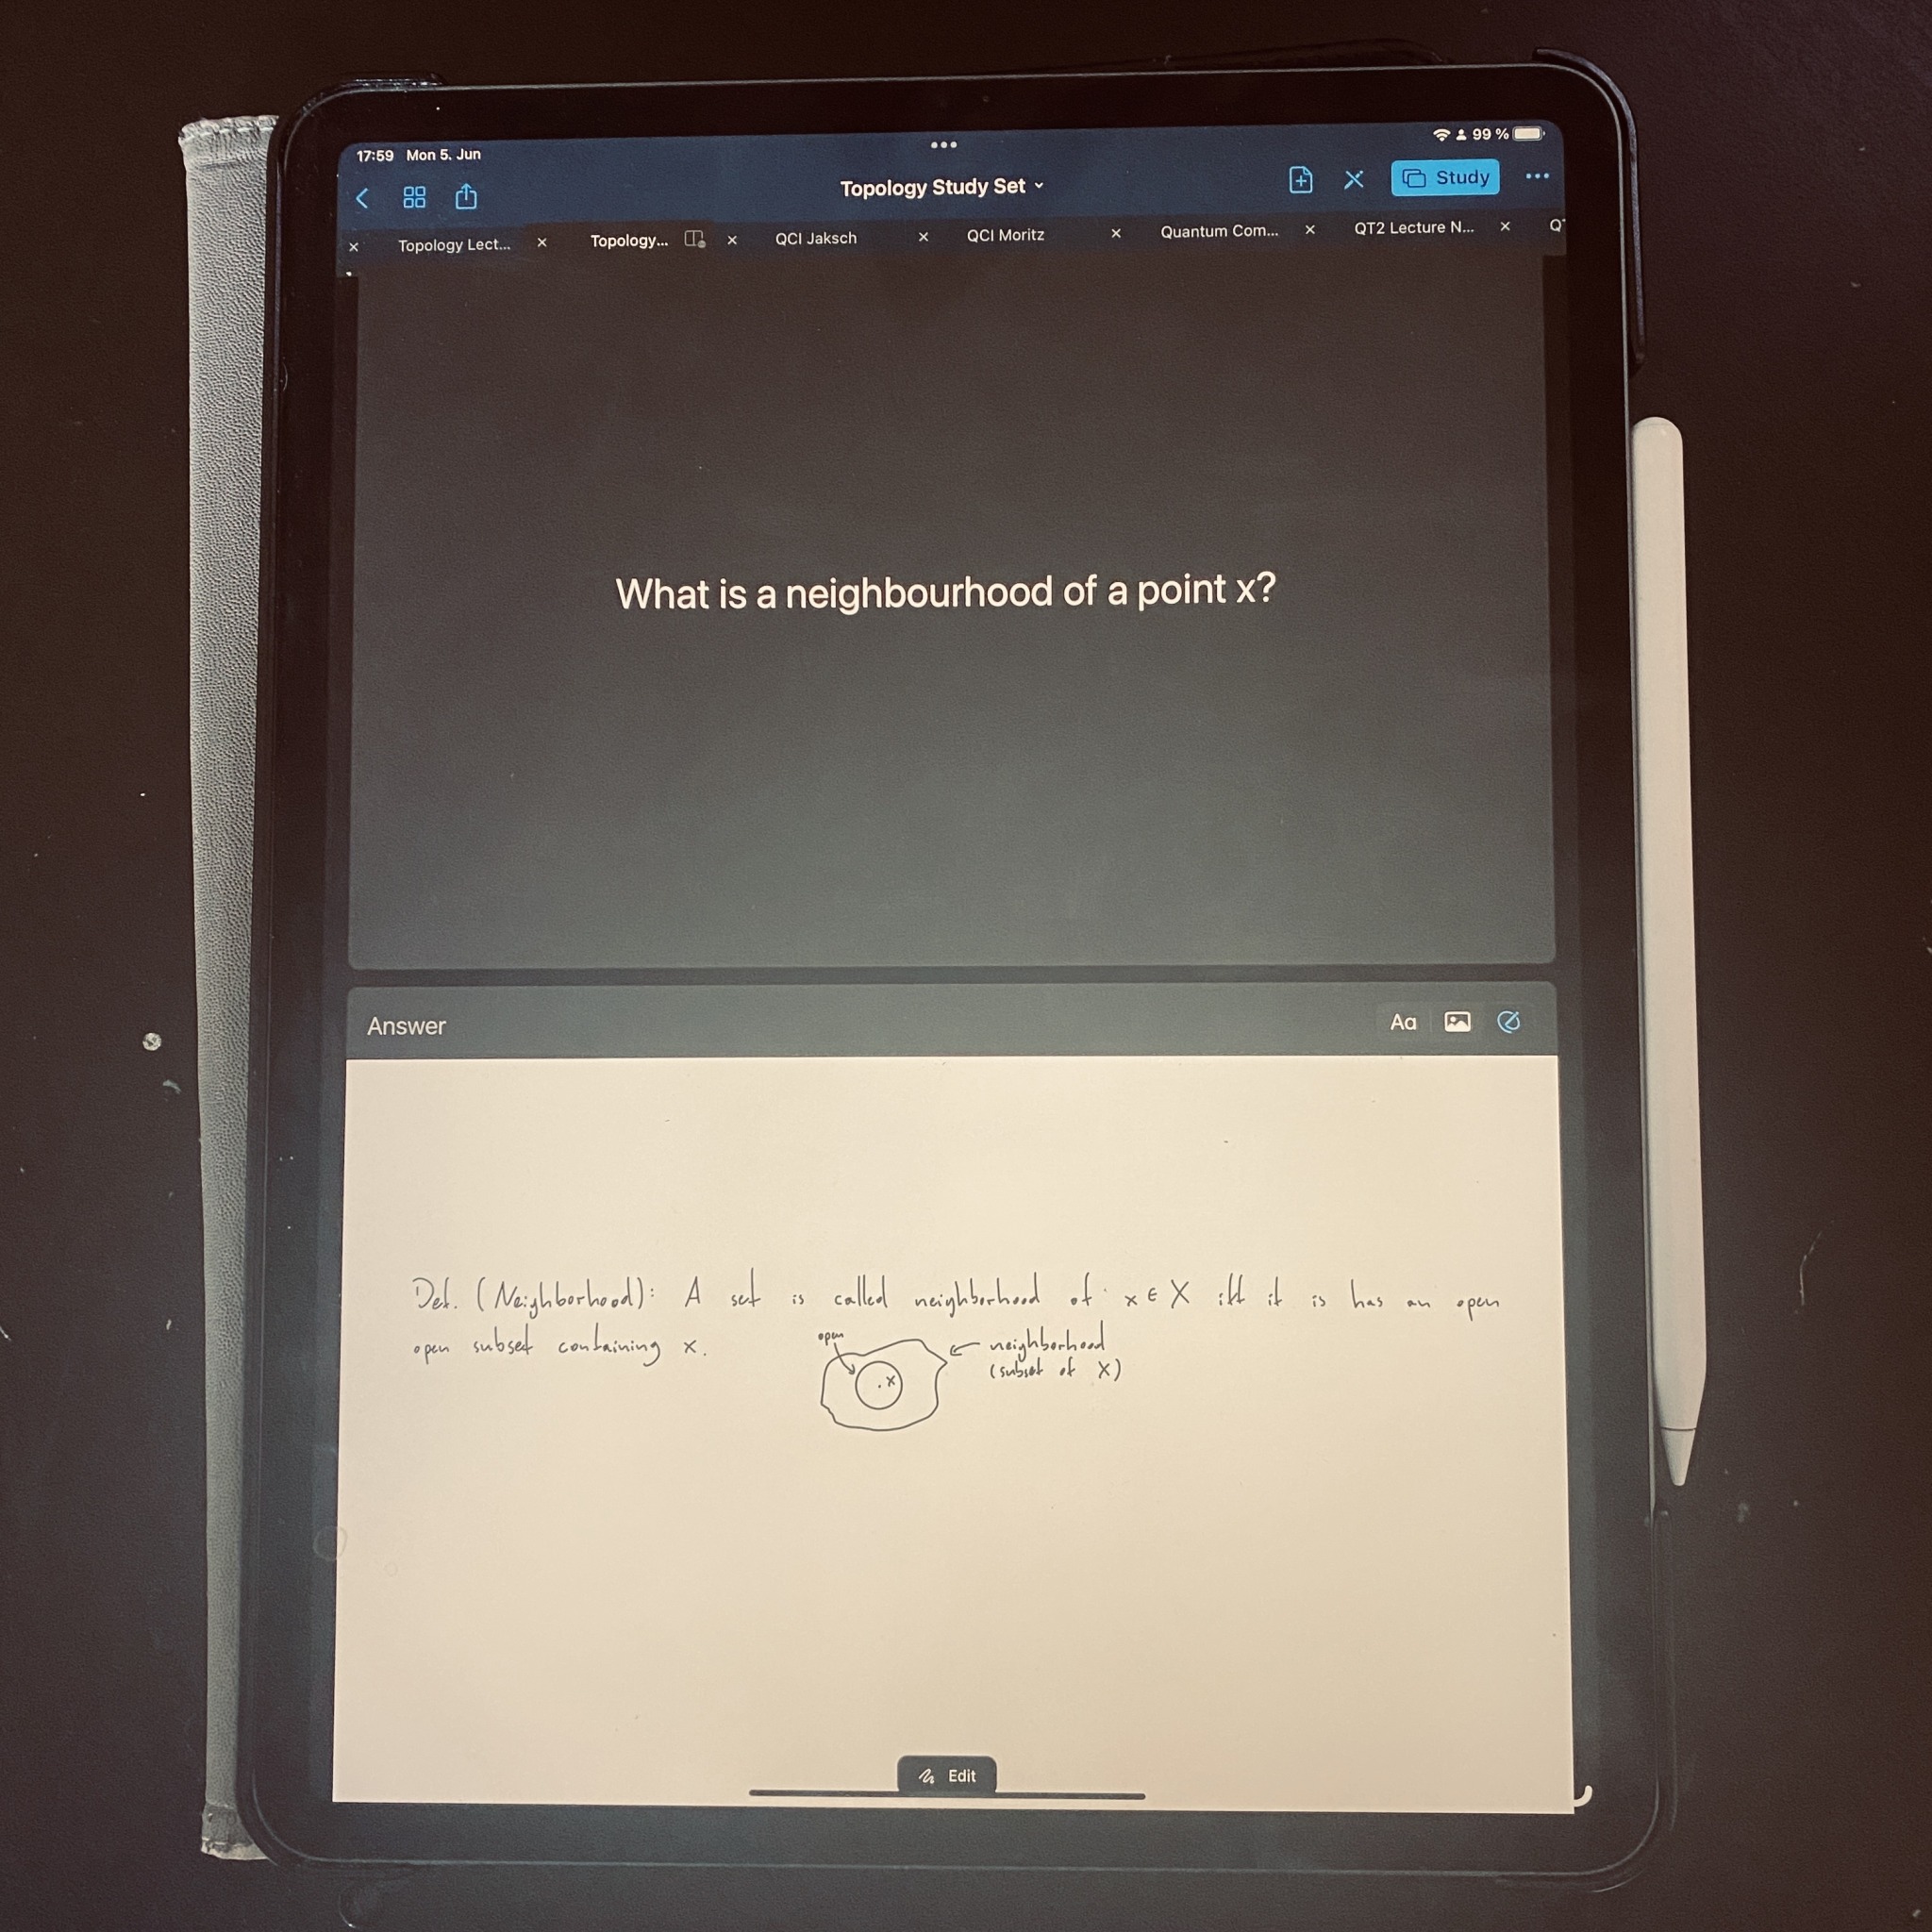 17:59 Mon 5. Jun
99 %
Topology Study Set
Study
Topology Lect...
Topology...
QCI Jaksch
QCI Moritz
Quantum Com...
QT2 Lecture N...
What is a neighbourhood of a point x?
Answer
Aa
Def. (Neighborhood): A set is called neighborhood of x ∈ X iff it is has an open
open subset containing x.
open
neighborhood
(subset of X)
x
Edit